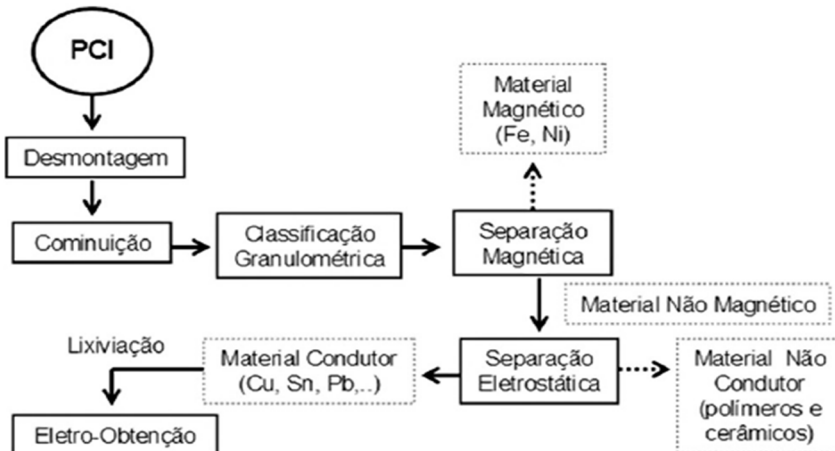 PCI
Desmontagem
Cominuição
Classificação
Granulométrica
Material
Magnético
(Fe, Ni)
Separação
Magnética
Material Não Magnético
Separação
Eletrostática
Material Não
Condutor
(polímeros e
cerâmicos)
Material Condutor
(Cu, Sn, Pb,..)
Lixiviação
Eletro-Obtenção